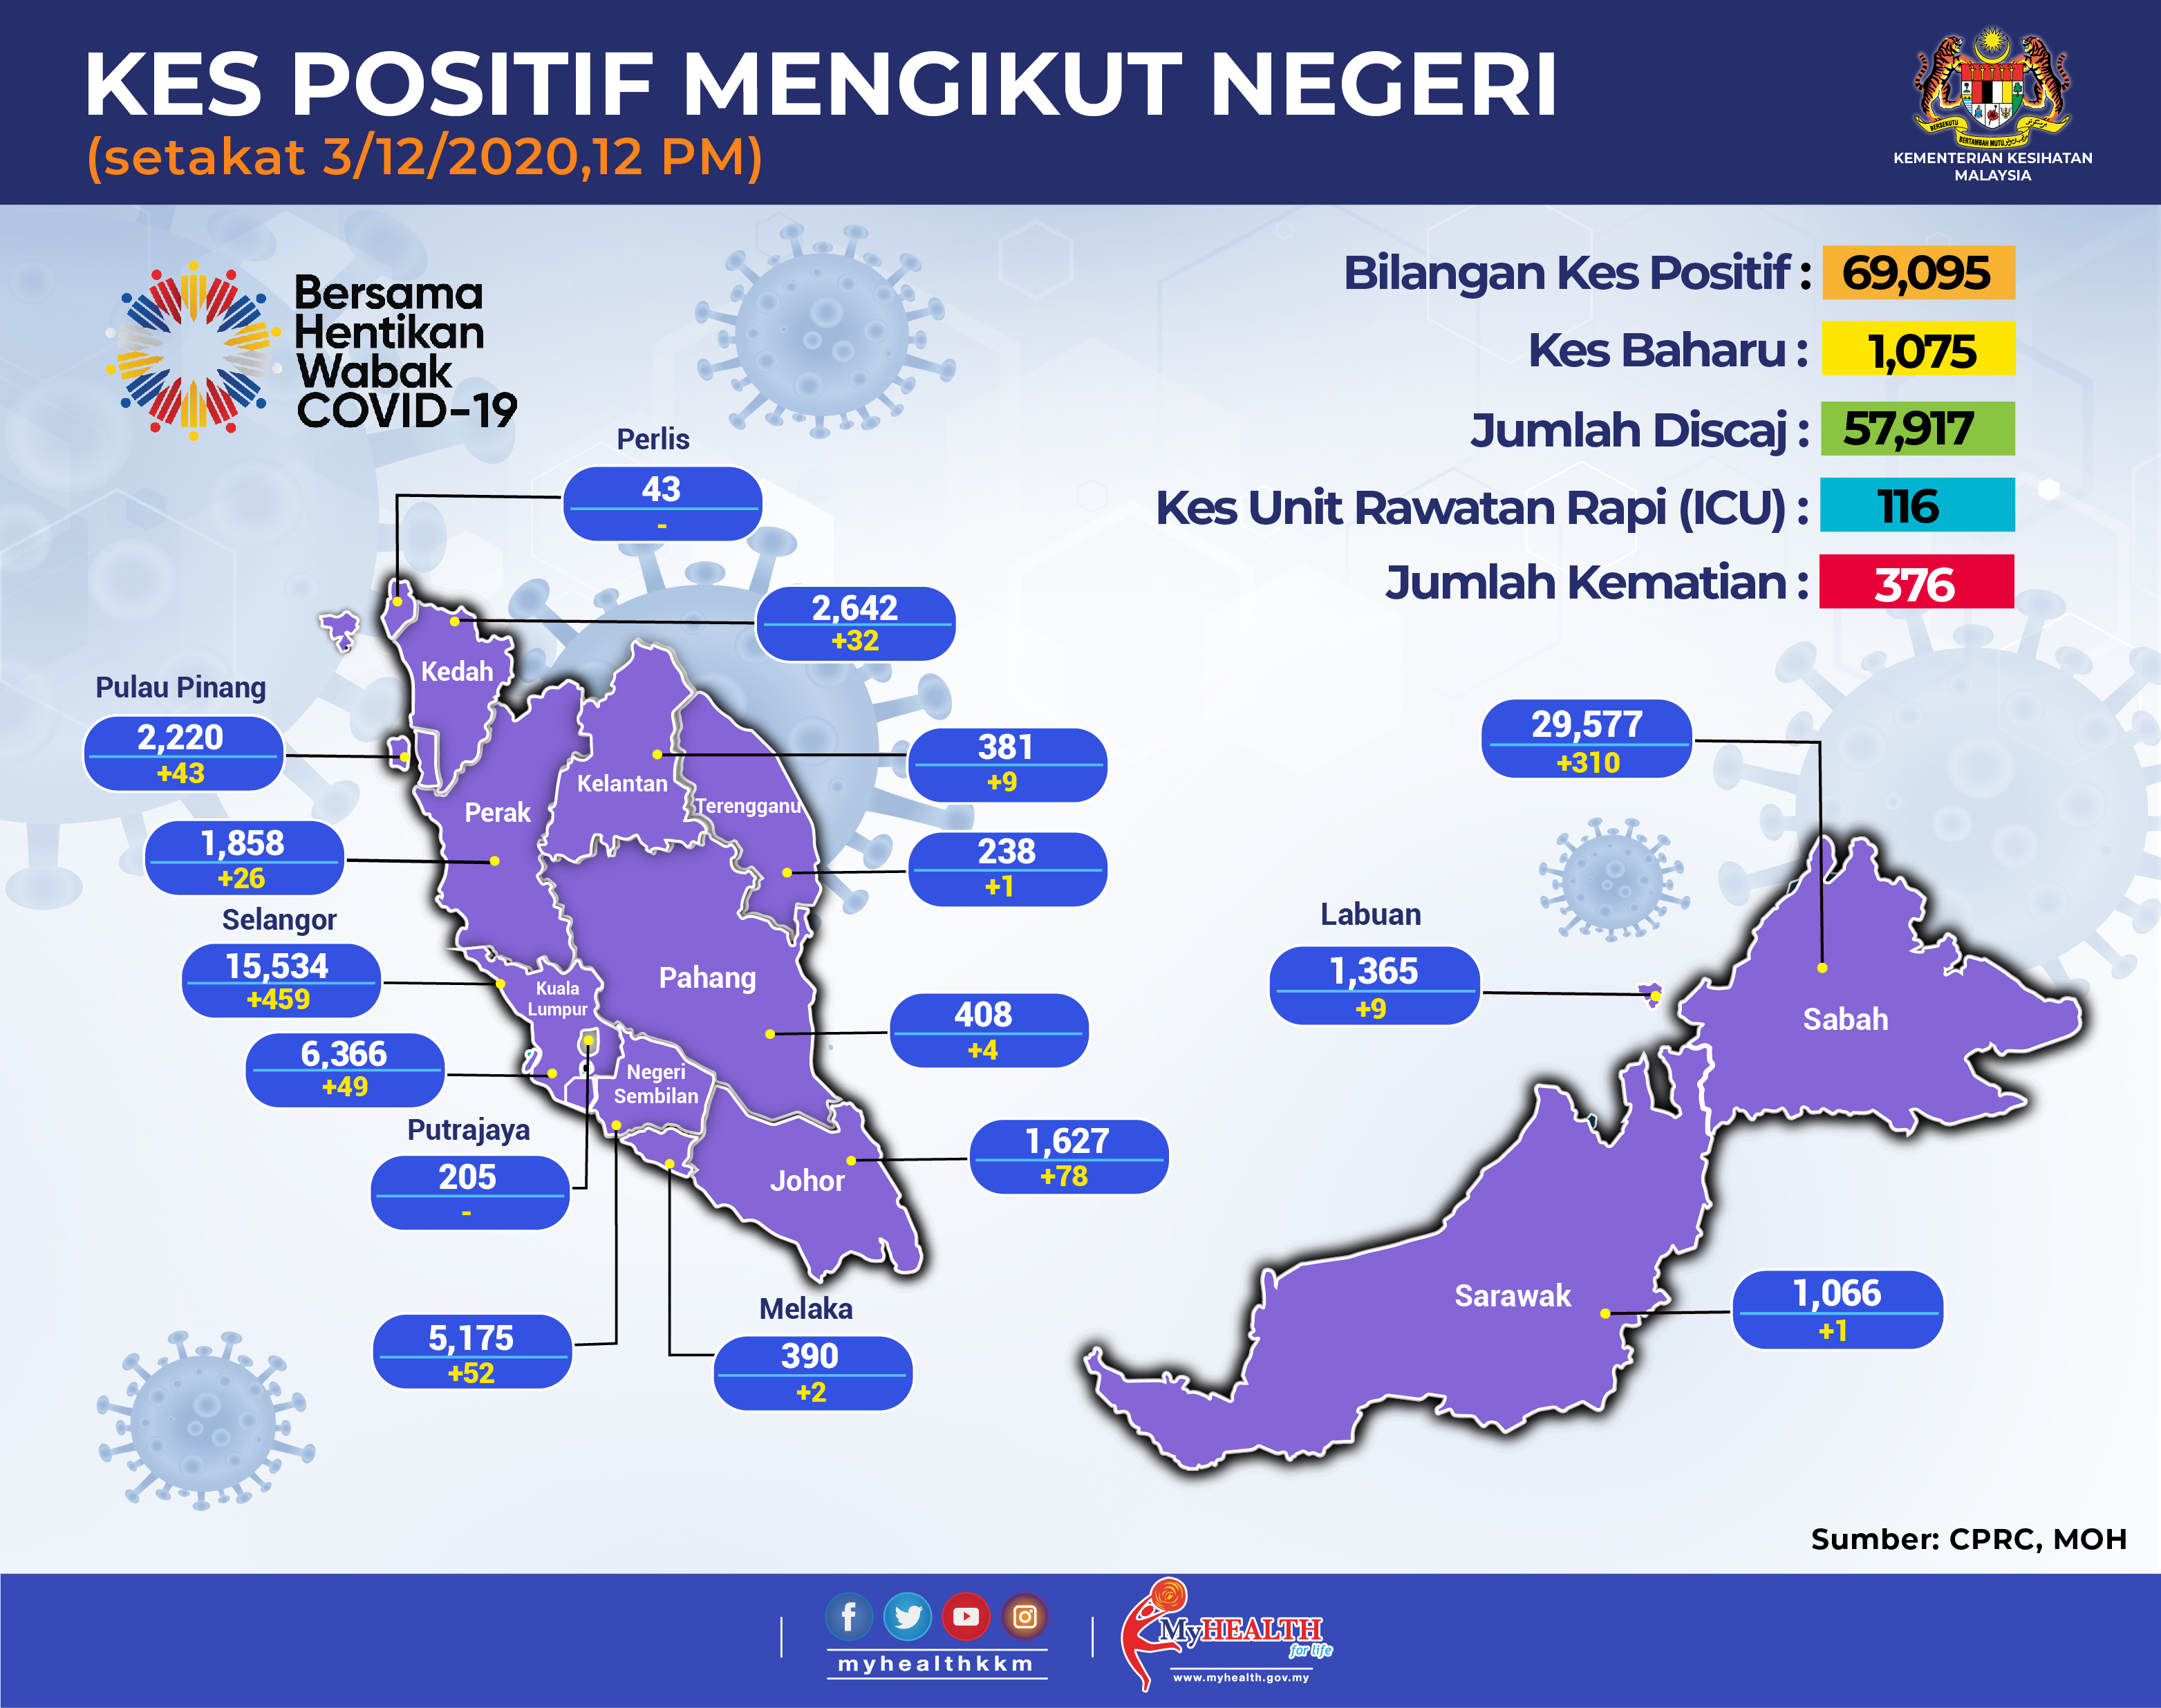 KES POSITIF MENGIKUT NEGERI
(setakat 3/12/2020,12 PM)
BERSEKUTU
BERTAMBAH MUTU
KEMENTERIAN KESIHATAN
MALAYSIA
Bersama
Hentikan
Wabak
COVID-19
Bilangan Kes Positif : 69,095
Kes Baharu : 1,075
Jumlah Discaj : 57,917
Kes Unit Rawatan Rapi (ICU) : 116
Jumlah Kematian : 376
Perlis
43
-
2,642
+32
Kedah
Pulau Pinang
2,220
+43
Kelantan
381
+9
Terengganu
Perak
1,858
+26
238
+1
Selangor
15,534
+459
Kuala
Lumpur
Pahang
408
+4
6,366
+49
Negeri
Sembilan
Putrajaya
205
-
Johor
1,627
+78
5,175
+52
Melaka
390
+2
29,577
+310
Labuan
1,365
+9
Sabah
Sarawak
1,066
+1
Sumber: CPRC, MOH
myhealthkkm
MyHEALTH
for life
www.myhealth.gov.my